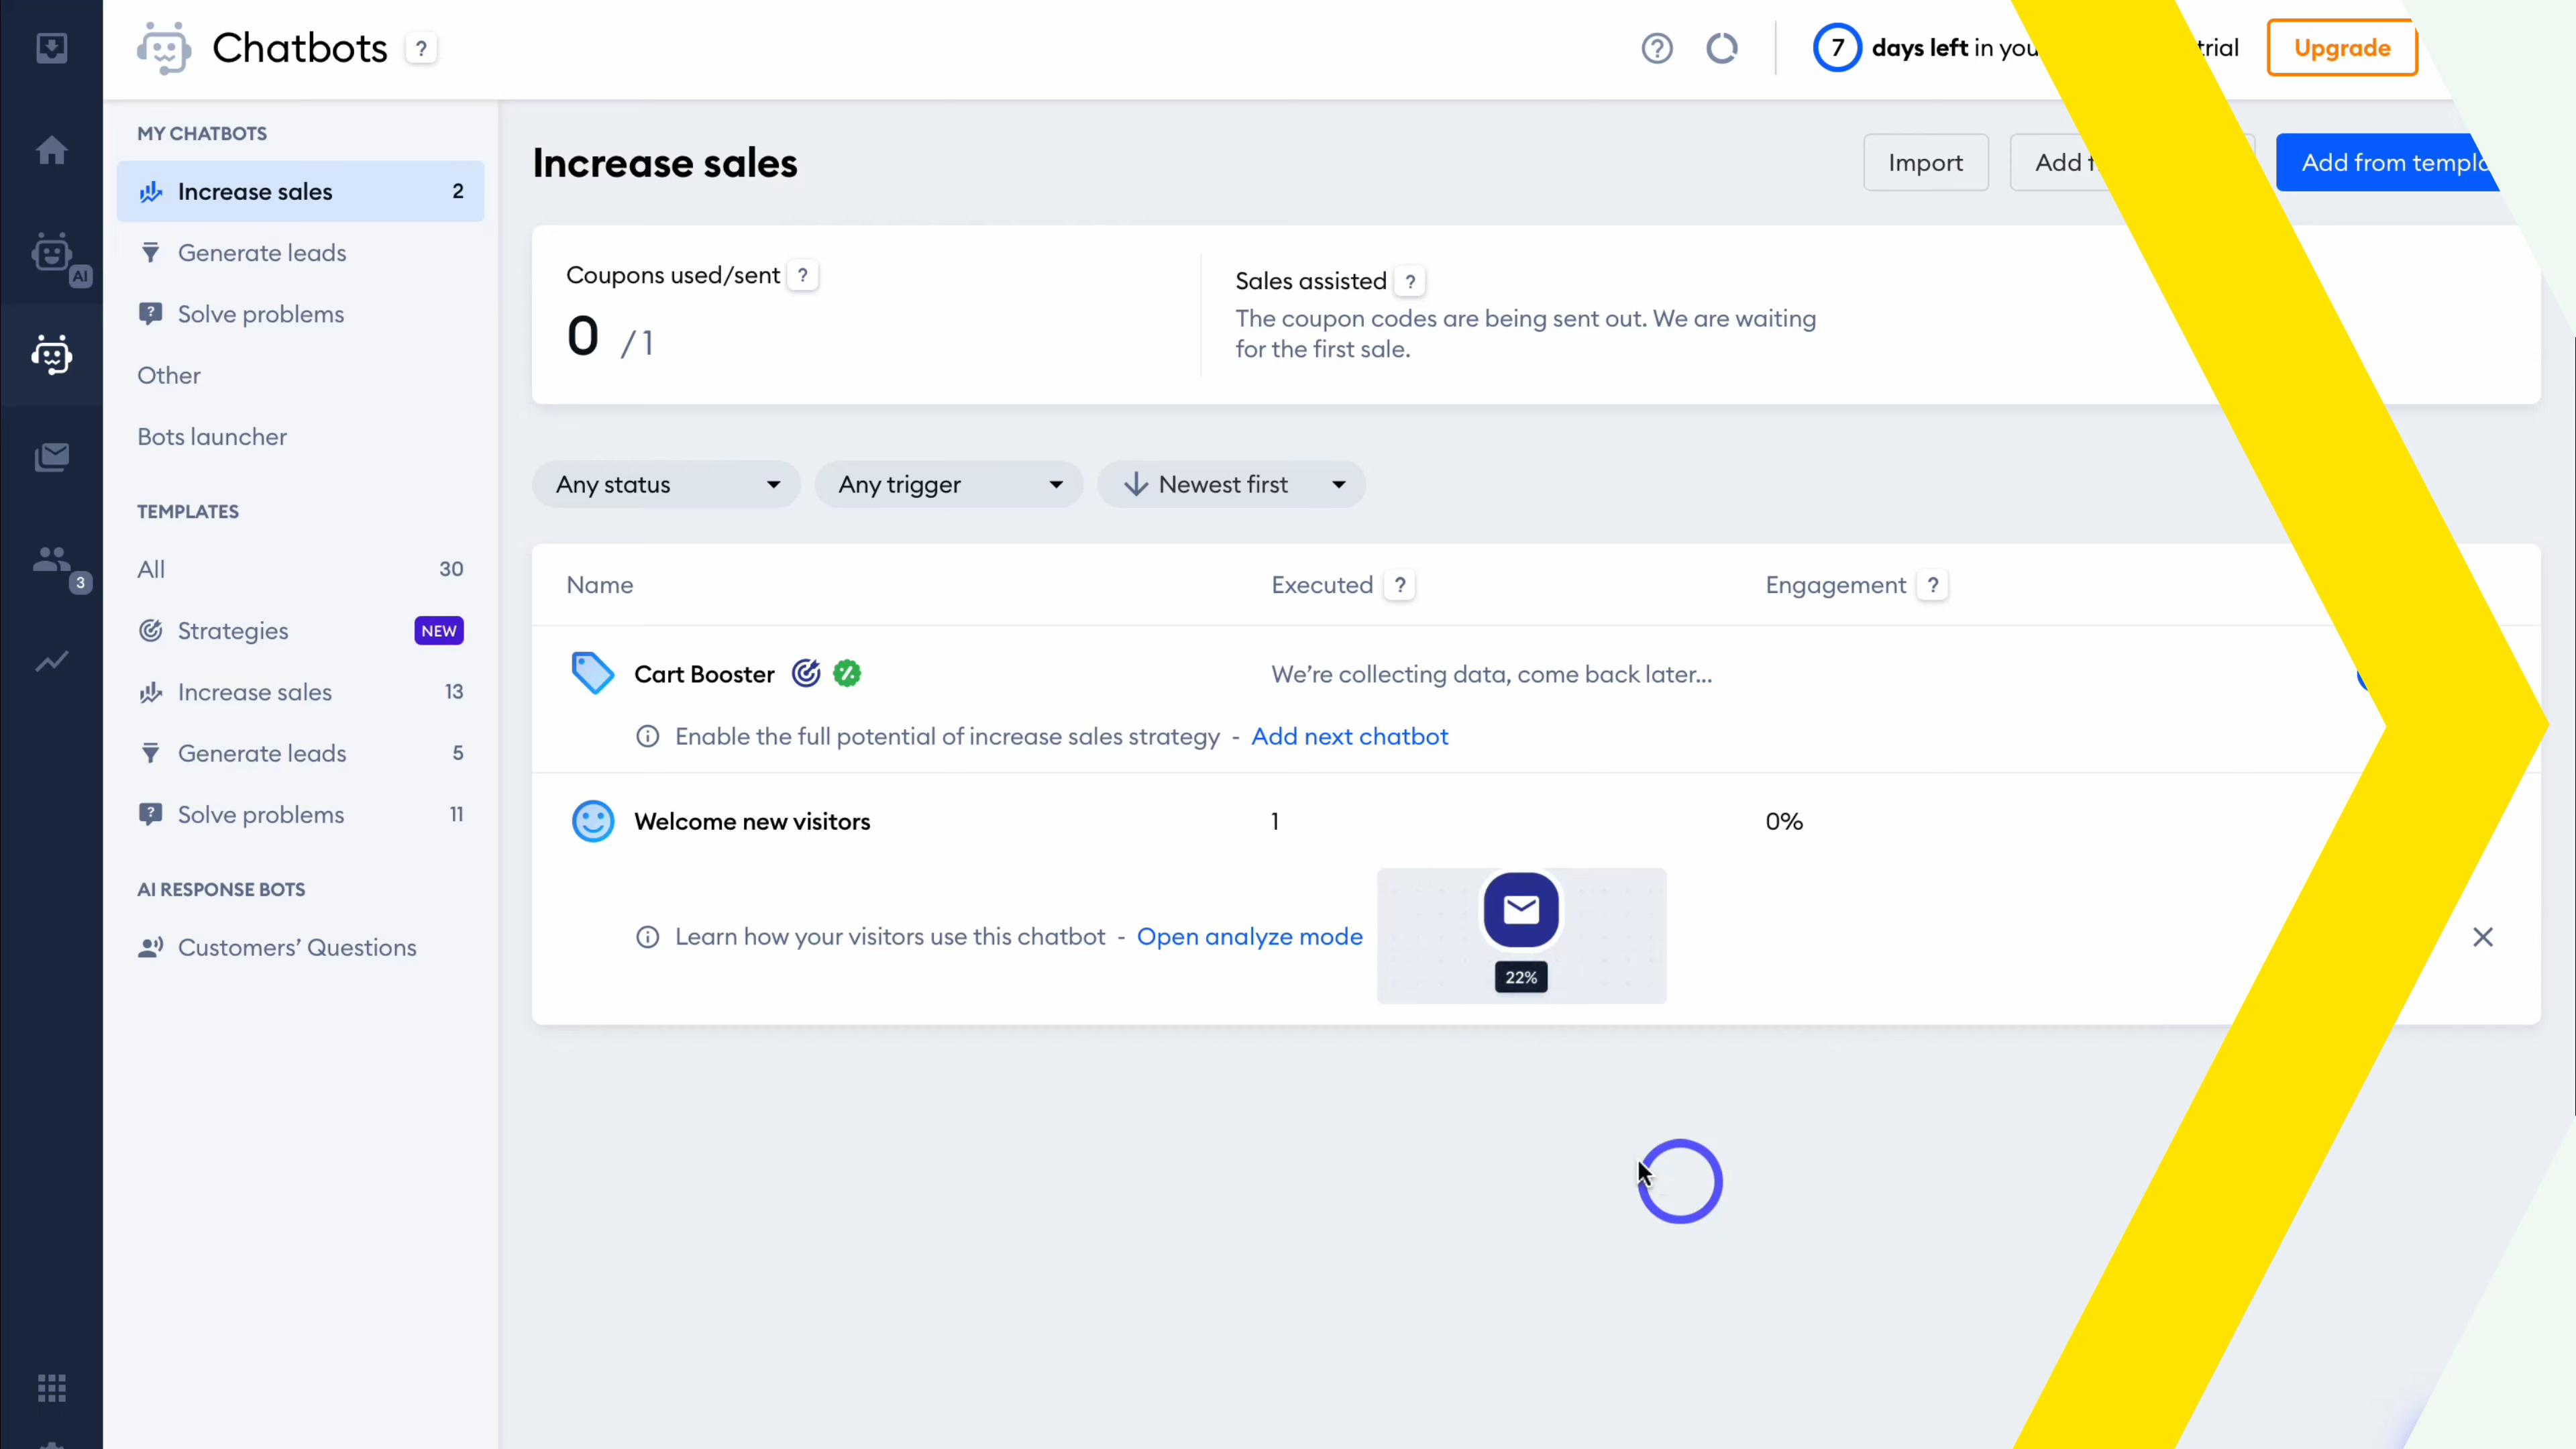 Chatbots ?
7 days left in you trial
Upgrade
MY CHATBOTS
Increase sales 2
Generate leads
Solve problems
Other
Bots launcher
TEMPLATES
All 30
Strategies NEW
Increase sales 13
Generate leads 5
Solve problems 11
AI RESPONSE BOTS
Customers’ Questions
AI
3
Increase sales
Import
Add
Add from
Coupons used/sent ?
0 / 1
Sales assisted ?
The coupon codes are being sent out. We are waiting
for the first sale.
Any status
Any trigger
Newest first
Name Executed ? Engagement ?
Cart Booster We’re collecting data, come back later...
Enable the full potential of increase sales strategy - Add next chatbot
Welcome new visitors 1 0%
Learn how your visitors use this chatbot - Open analyze mode
22%